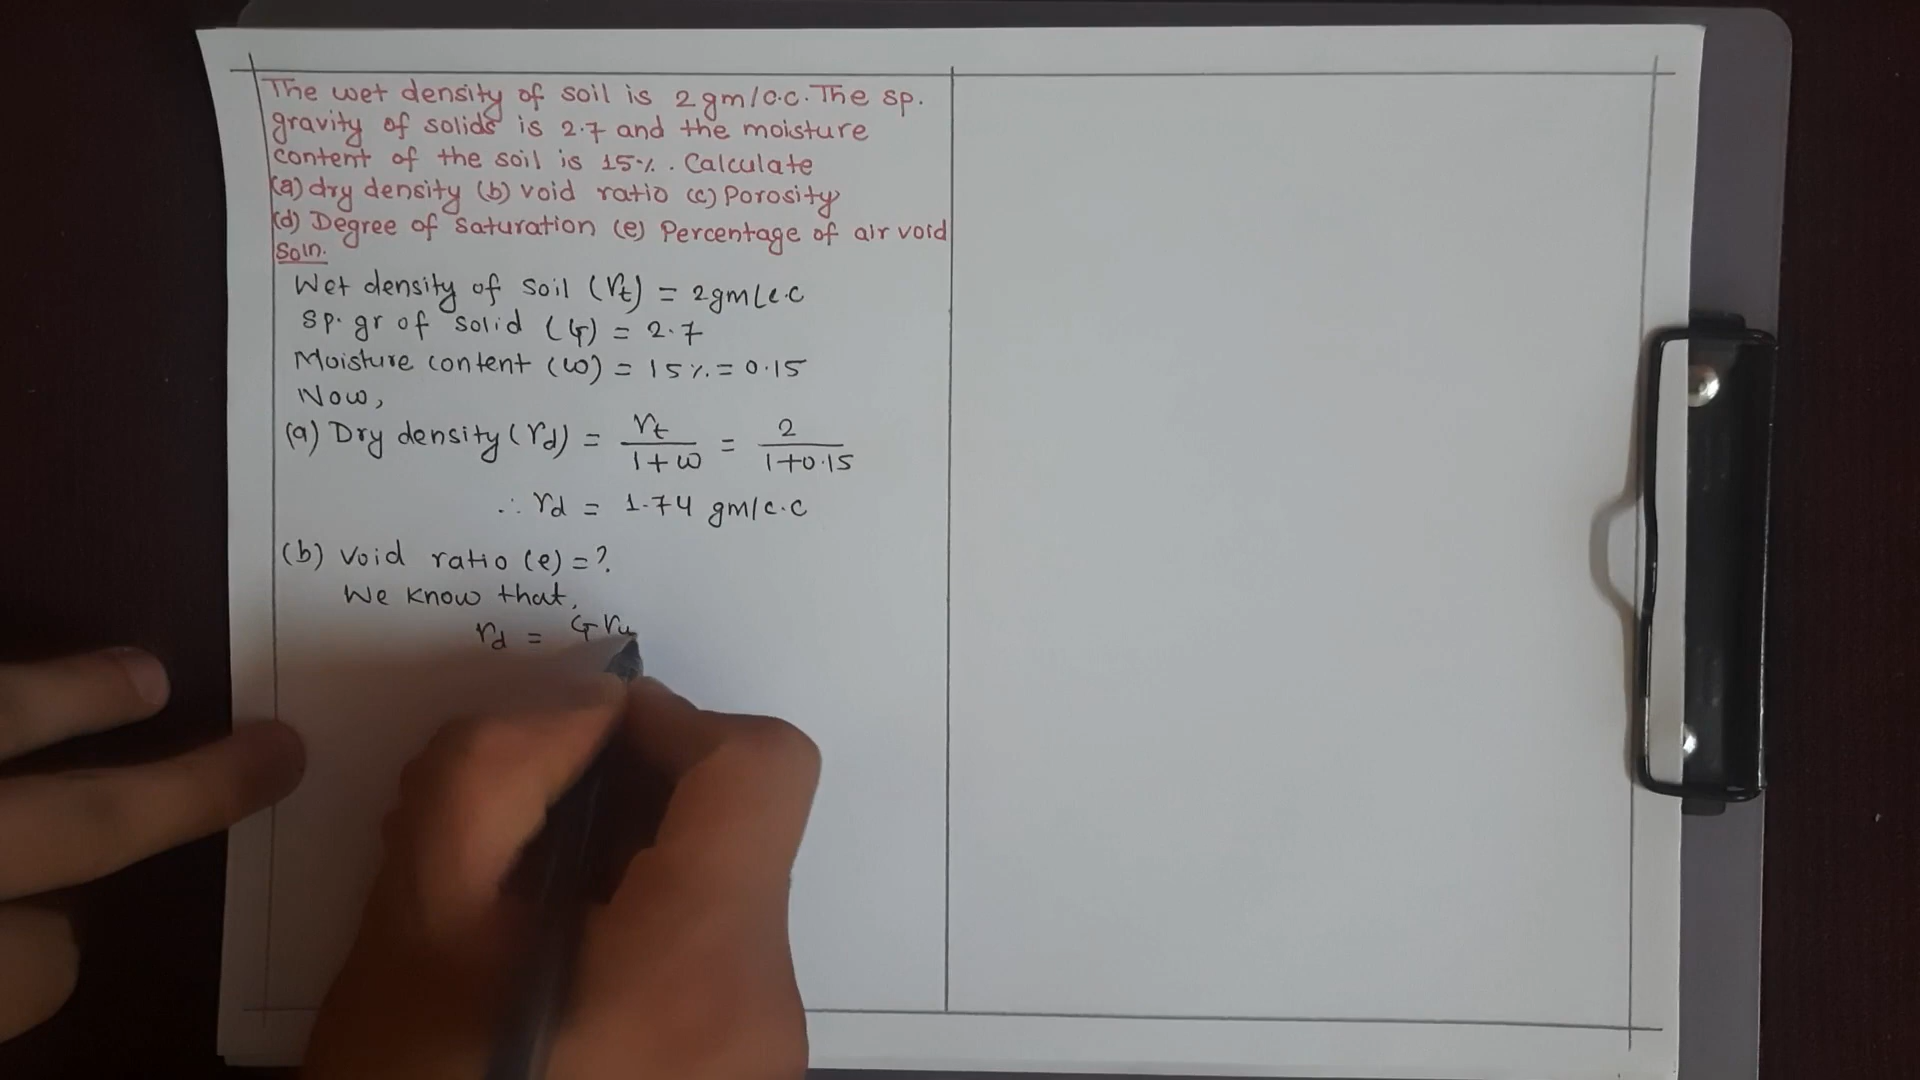 The wet density of soil is 2 gm/c.c. The sp.
gravity of solids is 2.7 and the moisture
content of the soil is 15%. Calculate
(a) dry density (b) void ratio (c) Porosity
(d) Degree of saturation (e) Percentage of air void
Soln.
Wet density of soil (γt) = 2gm/c.c
Sp. gr of solid (G) = 2.7
Moisture content (ω) = 15% = 0.15
Now,
(a) Dry density (γd) = γt/(1+ω) = 2/(1+0.15)
∴ γd = 1.74 gm/c.c
(b) Void ratio (e) = ?
We know that,
γd = Gγω